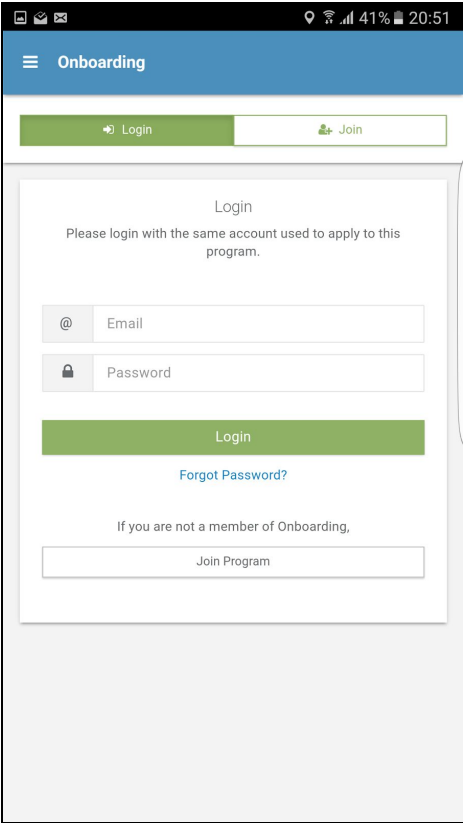 41% 20:51
Onboarding
Login
Join
Login
Please login with the same account used to apply to this
program.
@ Email
Password
Login
Forgot Password?
If you are not a member of Onboarding,
Join Program